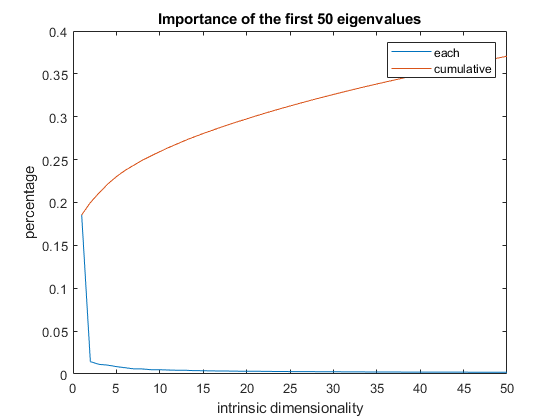 Importance of the first 50 eigenvalues
0.4
0.35
0.3
0.25
0.2
0.15
0.1
0.05
0
percentage
each
cumulative
0 5 10 15 20 25 30 35 40 45 50
intrinsic dimensionality